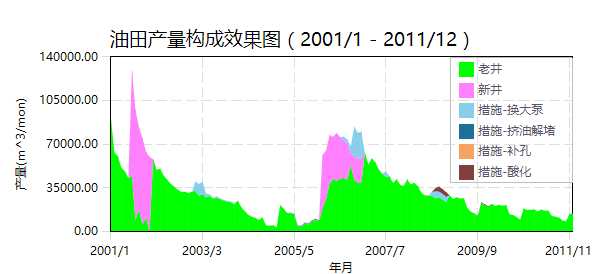 油田产量构成效果图（2001/1 - 2011/12）
140000.00
105000.00
70000.00
35000.00
0.00
产量(m^3/mon)
老井
新井
措施-换大泵
措施-挤油解堵
措施-补孔
措施-酸化
2001/1
2003/3
2005/5
2007/7
2009/9
2011/11
年月